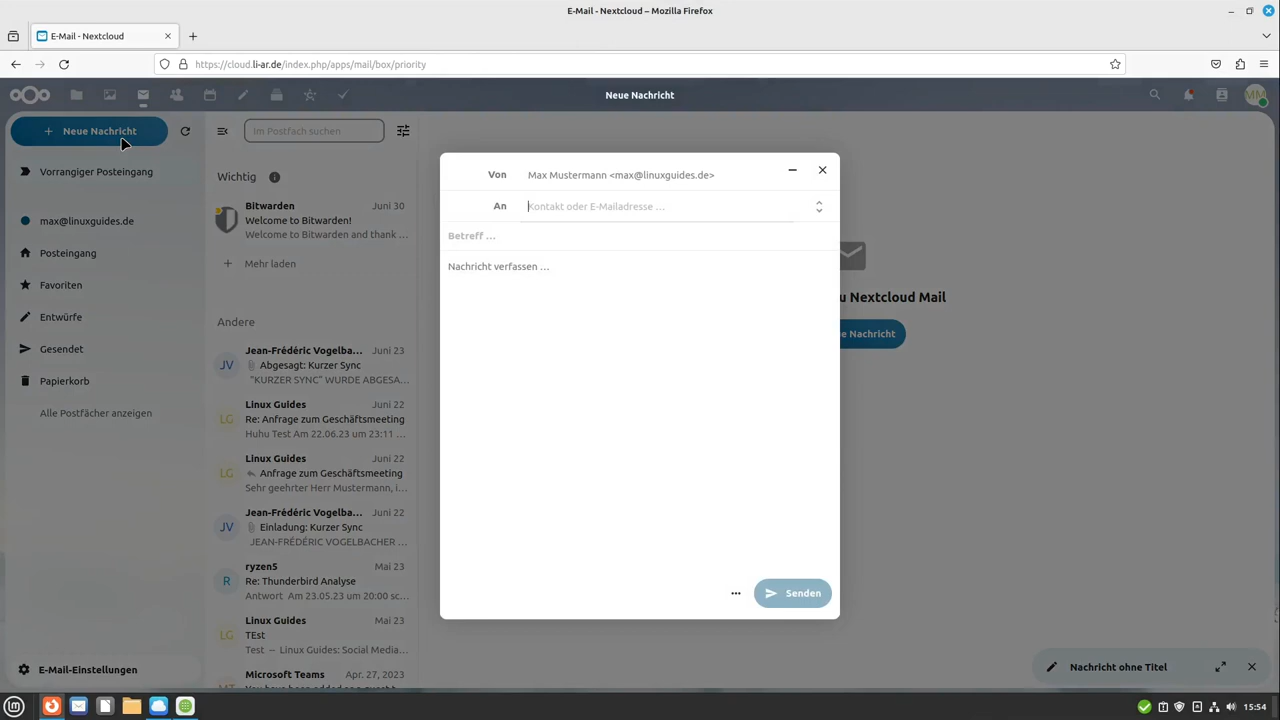 E-Mail - Nextcloud – Mozilla Firefox
E-Mail - Nextcloud
https://cloud.li-ar.de/index.php/apps/mail/box/priority
Neue Nachricht
MM
Neue Nachricht
Im Postfach suchen
Vorrangiger Posteingang
max@linuxguides.de
Posteingang
Favoriten
Entwürfe
Gesendet
Papierkorb
Alle Postfächer anzeigen
E-Mail-Einstellungen
Wichtig
Bitwarden Juni 30
Welcome to Bitwarden!
Welcome to Bitwarden and thank ...
Mehr laden
Andere
JV
Jean-Frédéric Vogelba... Juni 23
Abgesagt: Kurzer Sync
"KURZER SYNC" WURDE ABGESA...
LG
Linux Guides Juni 22
Re: Anfrage zum Geschäftsmeeting
Huhu Test Am 22.06.23 um 23:11 ...
LG
Linux Guides Juni 22
Anfrage zum Geschäftsmeeting
Sehr geehrter Herr Mustermann, i...
JV
Jean-Frédéric Vogelba... Juni 22
Einladung: Kurzer Sync
JEAN-FRÉDÉRIC VOGELBACHER ...
R
ryzen5 Mai 23
Re: Thunderbird Analyse
Antwort Am 23.05.23 um 20:00 sc...
LG
Linux Guides Mai 23
TEst
Test – Linux Guides: Social Media...
Microsoft Teams Apr. 27, 2023
Von Max Mustermann <max@linuxguides.de>
An Kontakt oder E-Mailadresse …
Betreff …
Nachricht verfassen …
Senden
u Nextcloud Mail
e Nachricht
Nachricht ohne Titel
15:54